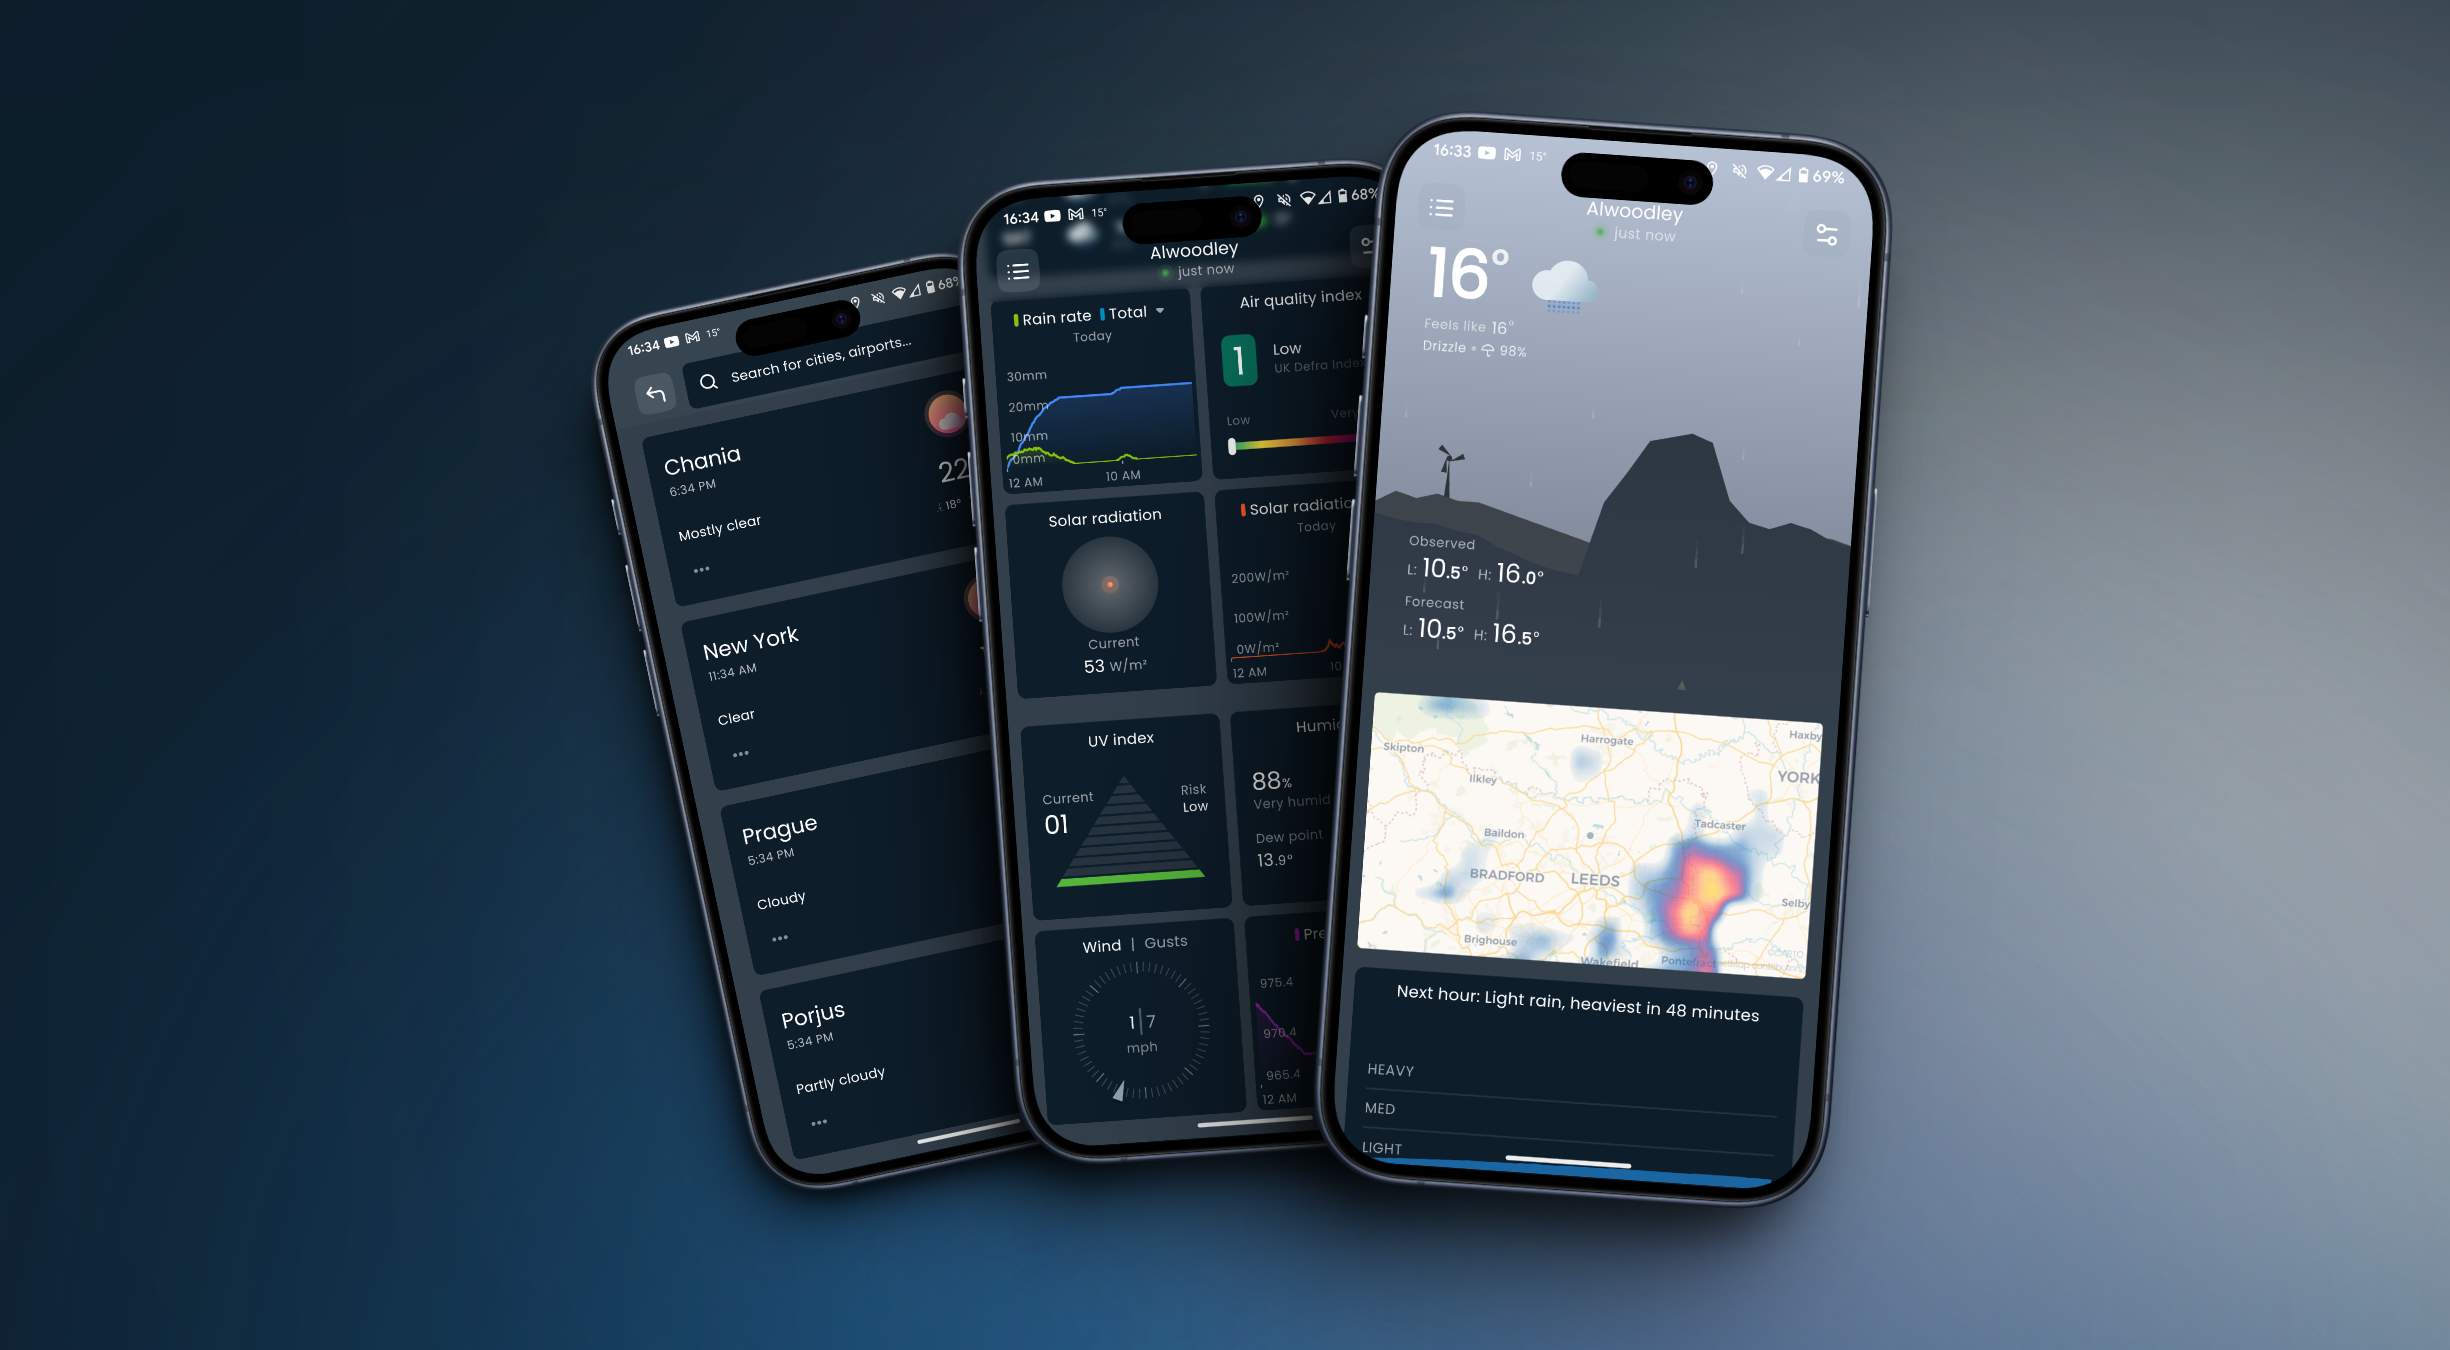 16:34 15° 68%
Search for cities, airports...
Chania
6:34 PM
22
18°
Mostly clear
New York
11:34 AM
Clear
Prague
5:34 PM
Cloudy
Porjus
5:34 PM
Partly cloudy
16:34 15° 68%
Alwoodley
just now
Rain rate Total
Today
30mm
20mm
10mm
0mm
12 AM 10 AM
Air quality index
1
Low
UK Defra Index
Low Very
Solar radiation
Current
53 W/m²
Solar radiatio
Today
200W/m²
100W/m²
0W/m²
12 AM 10
UV index
Current
01
Risk
Low
Humid
88%
Very humid
Dew point
13.9°
Wind | Gusts
1 | 7
mph
Pre
975.4
970.4
965.4
12 AM
16:33 15° 69%
Alwoodley
just now
16°
Feels like 16°
Drizzle • 98%
Observed
L: 10.5° H: 16.0°
Forecast
L: 10.5° H: 16.5°
Skipton
Harrogate
Haxby
Ilkley
YORK
Baildon
Tadcaster
BRADFORD
LEEDS
Selby
Brighouse
Wakefield
Pontefract
Next hour: Light rain, heaviest in 48 minutes
HEAVY
MED
LIGHT